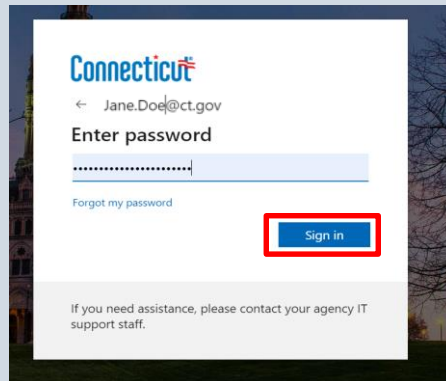 Connecticut
← Jane.Doe@ct.gov
Enter password
•••••••••••••••••••••••
Forgot my password
Sign in
If you need assistance, please contact your agency IT
support staff.